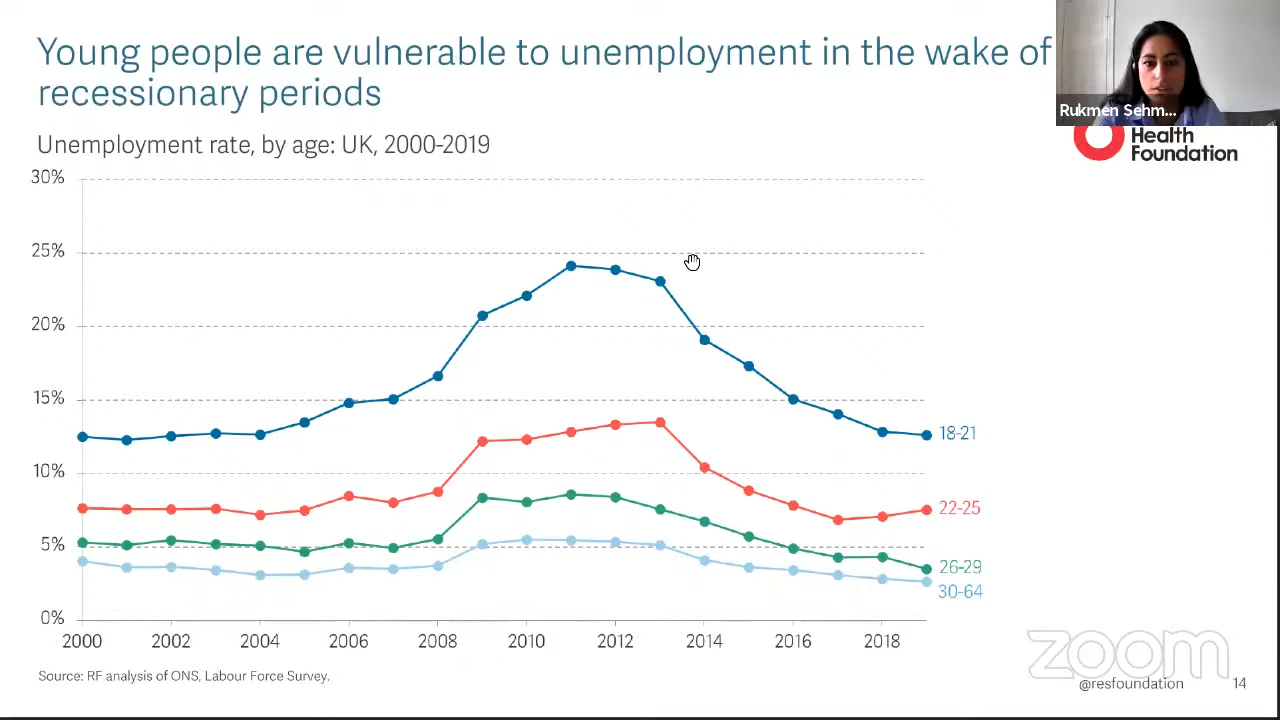 Young people are vulnerable to unemployment in the wake of
recessionary periods
Rukmen Sehm...
Health
Foundation
Unemployment rate, by age: UK, 2000-2019
30%
25%
20%
15%
10%
5%
0%
18-21
22-25
26-29
30-64
2000 2002 2004 2006 2008 2010 2012 2014 2016 2018
Source: RF analysis of ONS, Labour Force Survey.
zoom
@resfoundation
14